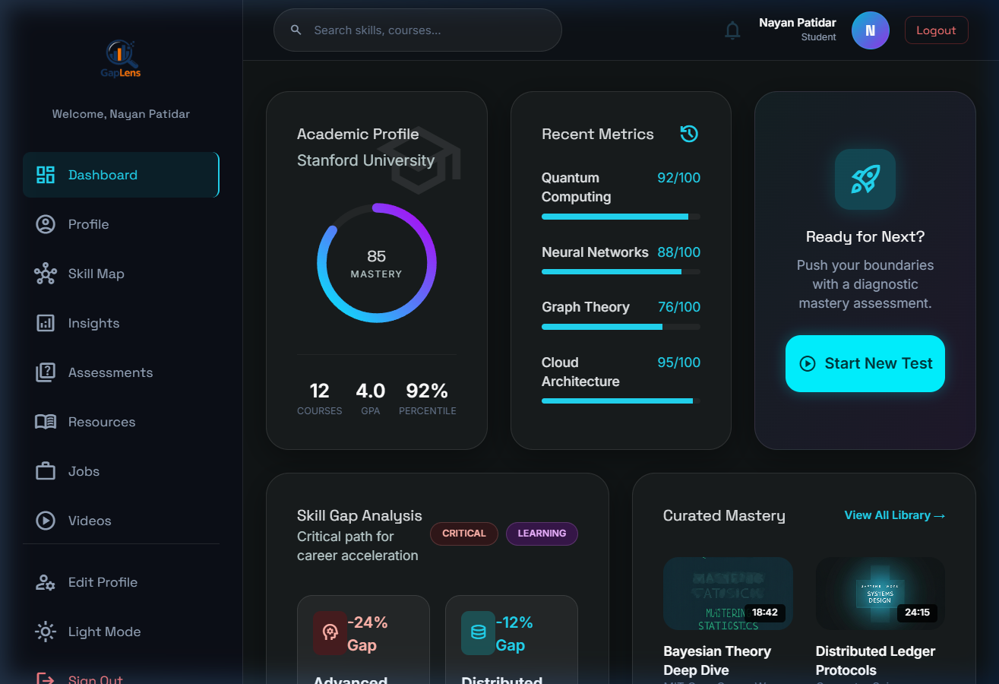 GapLens
Welcome, Nayan Patidar
Dashboard
Profile
Skill Map
Insights
Assessments
Resources
Jobs
Videos
Edit Profile
Light Mode
Sign Out
Search skills, courses...
Nayan Patidar
Student
N
Logout
Academic Profile
Stanford University
85
MASTERY
12
COURSES
4.0
GPA
92%
PERCENTILE
Recent Metrics
Quantum
Computing
92/100
Neural Networks 88/100
Graph Theory 76/100
Cloud
Architecture
95/100
Ready for Next?
Push your boundaries
with a diagnostic
mastery assessment.
Start New Test
Skill Gap Analysis
Critical path for
career acceleration
CRITICAL
LEARNING
-24%
Gap
Advanced
-12%
Gap
Distributed
Curated Mastery
View All Library →
18:42
Bayesian Theory
Deep Dive
SYSTEMS
DESIGN
24:15
Distributed Ledger
Protocols